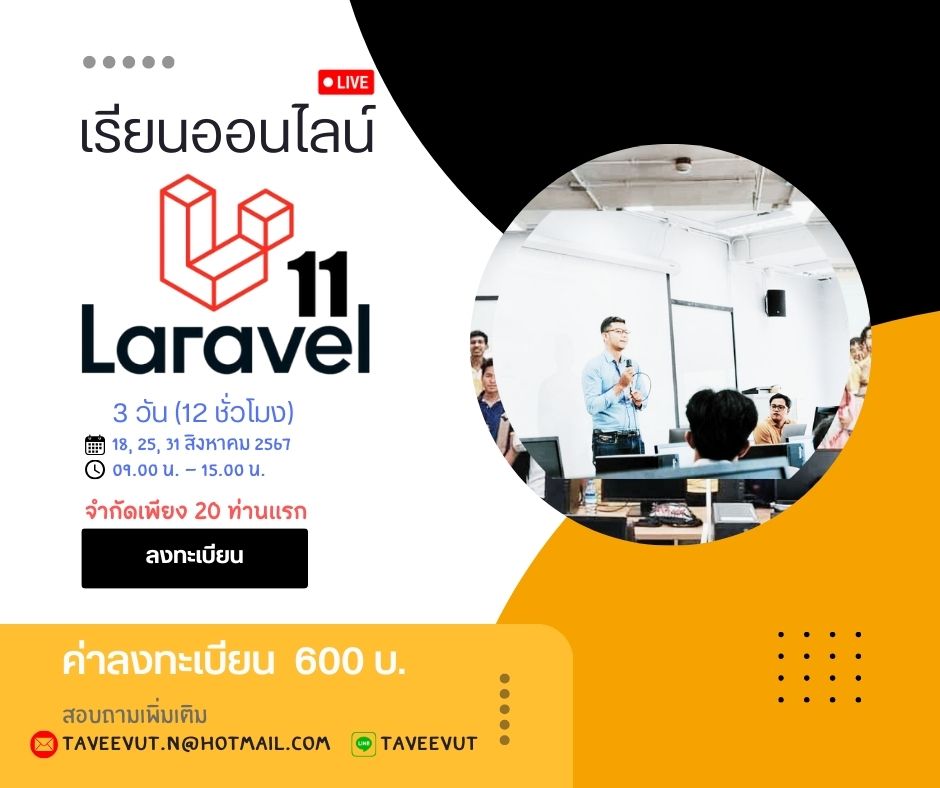 LIVE
เรียนออนไลน์
11
Laravel
3 วัน (12 ชั่วโมง)
18, 25, 31 สิงหาคม 2567
09.00 น. – 15.00 น.
จำกัดเพียง 20 ท่านแรก
ลงทะเบียน
ค่าลงทะเบียน 600 บ.
สอบถามเพิ่มเติม
TAVEEVUT.N@HOTMAIL.COM LINE TAVEEVUT